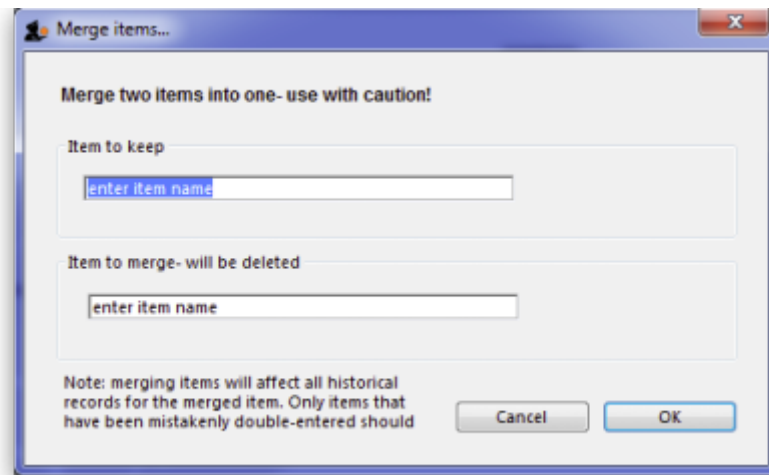 Merge items...
Merge two items into one- use with caution!
Item to keep
enter item name
Item to merge- will be deleted
enter item name
Note: merging items will affect all historical
records for the merged item. Only items that
have been mistakenly double-entered should
Cancel
OK